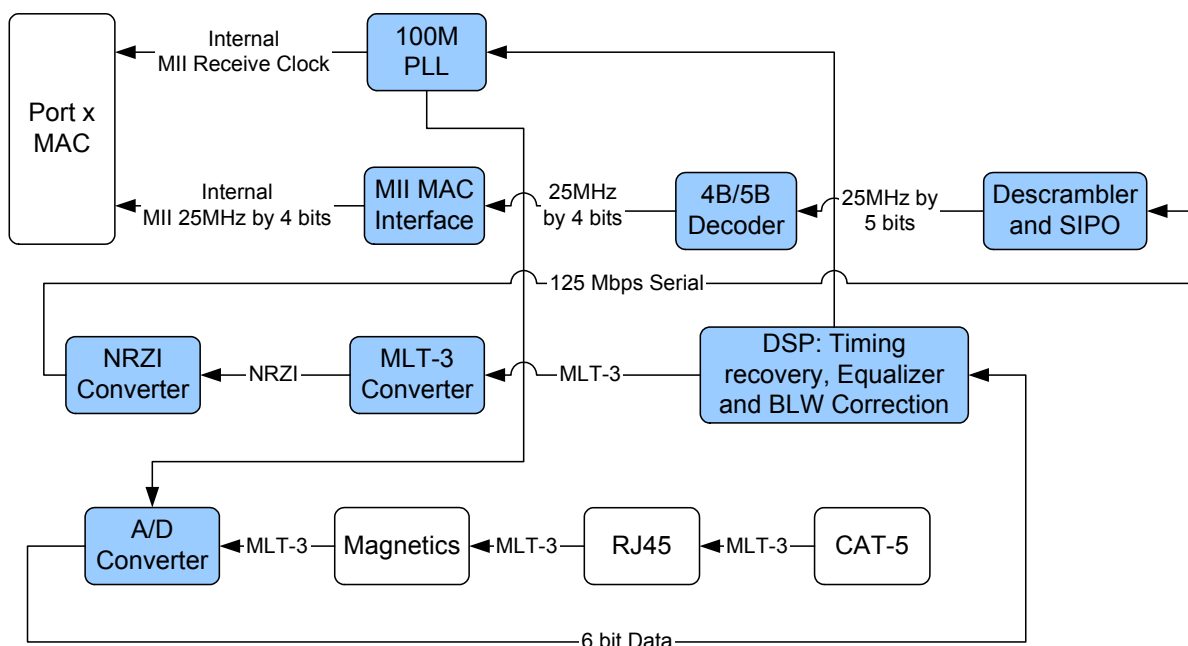 Internal
MII Receive Clock
100M
PLL
Port x
MAC
Internal
MII 25MHz by 4 bits
MII MAC
Interface
25MHz
by 4 bits
4B/5B
Decoder
25MHz by
5 bits
Descrambler
and SIPO
125 Mbps Serial
NRZI
Converter
NRZI
MLT-3
Converter
MLT-3
DSP: Timing
recovery, Equalizer
and BLW Correction
A/D
Converter
MLT-3
Magnetics
MLT-3
RJ45
MLT-3
CAT-5
6 bit Data